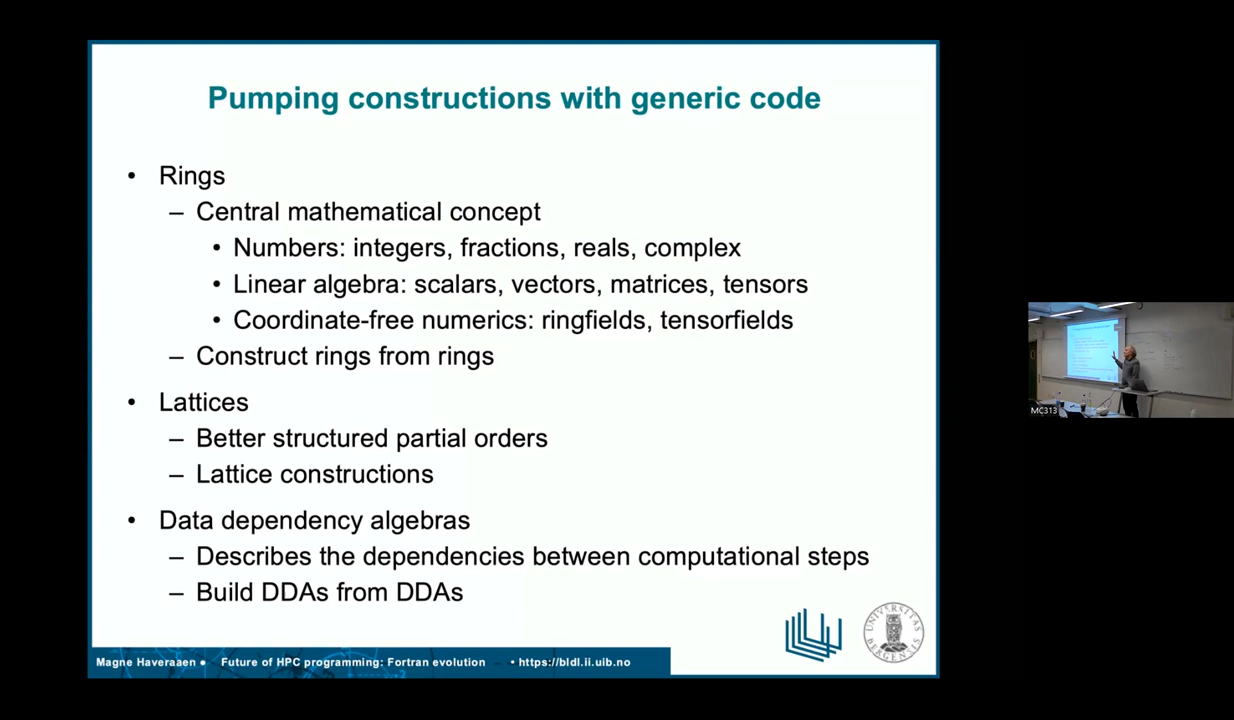 Pumping constructions with generic code
• Rings
– Central mathematical concept
• Numbers: integers, fractions, reals, complex
• Linear algebra: scalars, vectors, matrices, tensors
• Coordinate-free numerics: ringfields, tensorfields
– Construct rings from rings
• Lattices
– Better structured partial orders
– Lattice constructions
• Data dependency algebras
– Describes the dependencies between computational steps
– Build DDAs from DDAs
UNIVERSITAS
BERGENSIS
Magne Haveraaen • Future of HPC programming: Fortran evolution • https://bldl.ii.uib.no
MC313